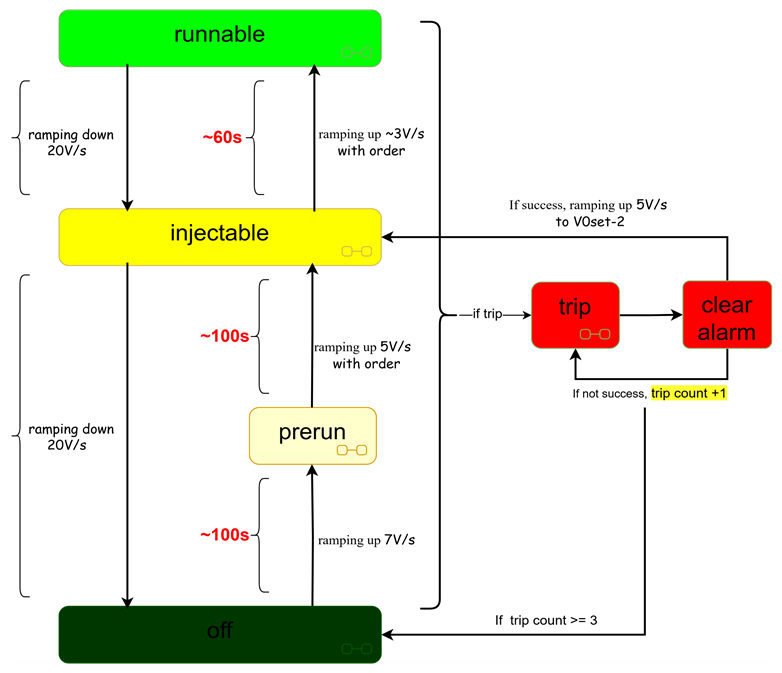 runnable
ramping down
20V/s
~60s
ramping up ~3V/s
with order
injectable
If success, ramping up 5V/s
to V0set-2
trip
clear
alarm
if trip
If not success, trip count +1
~100s
ramping up 5V/s
with order
ramping down
20V/s
prerun
~100s
ramping up 7V/s
off
If trip count >= 3